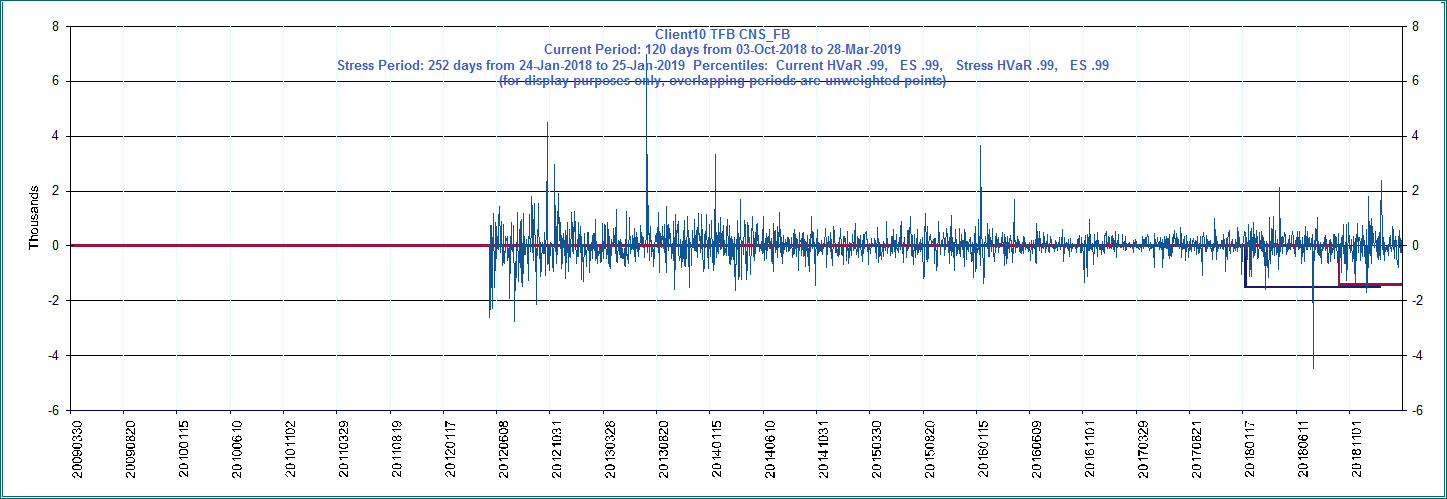 Client10 TFB CNS_FB
Current Period: 120 days from 03-Oct-2018 to 28-Mar-2019
Stress Period: 252 days from 24-Jan-2018 to 25-Jan-2019  Percentiles:  Current HVaR .99,   ES .99,    Stress HVaR .99,   ES .99
(for display purposes only, overlapping periods are unweighted points)
8 8
6 6
4 4
2 2
Thousands
0 0
-2 -2
-4 -4
-6 -6
20090330 20090820 20100115 20100610 20101102 20110329 20110819 20120117 20120608 20121031 20130328 20130820 20140115 20140610 20141031 20150330 20150820 20160115 20160609 20161101 20170329 20170821 20180117 20180611 20181101